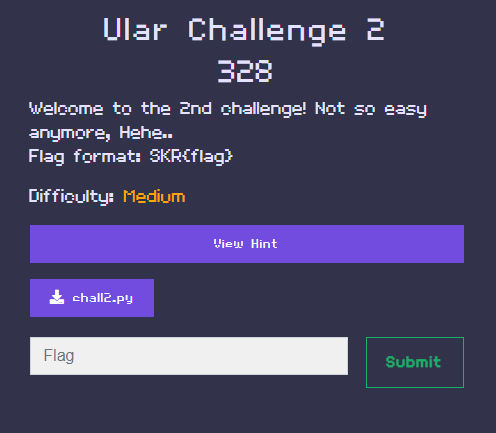 Ular Challenge 2
328
Welcome to the 2nd challenge! Not so easy
anymore, Hehe..
Flag format: SKR{flag}
Difficulty: Medium
View Hint
chall2.py
Flag
Submit